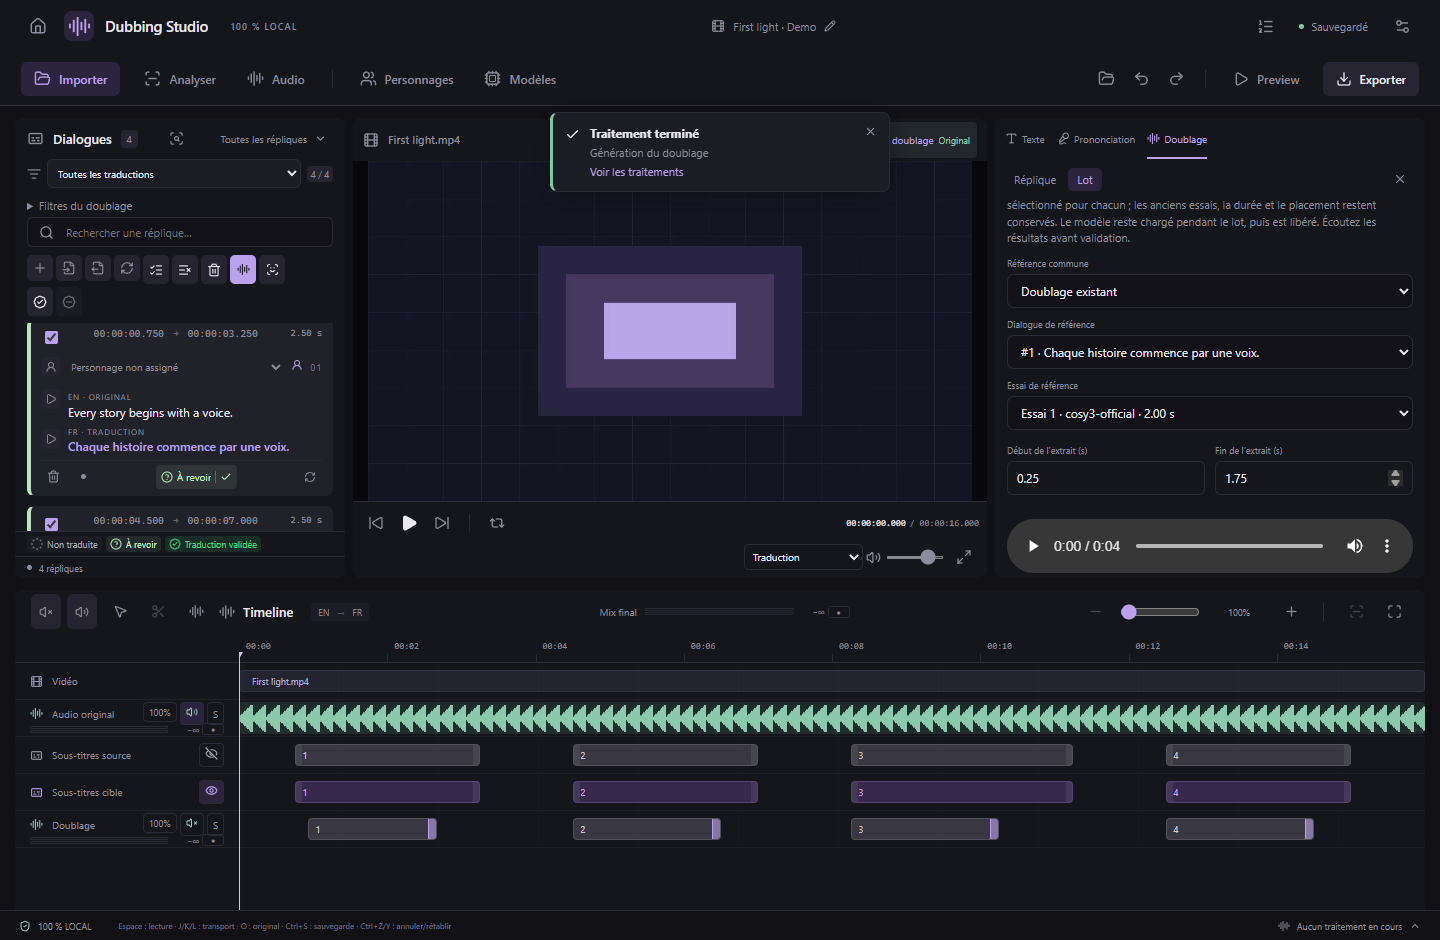 Dubbing Studio
100 % LOCAL
First light · Demo
Sauvegardé
Importer
Analyser
Audio
Personnages
Modèles
Preview
Exporter
Dialogues
4
Toutes les répliques
Toutes les traductions
4 / 4
Filtres du doublage
Rechercher une réplique...
00:00:00.750 → 00:00:03.250
2.50 s
Personnage non assigné
01
EN · ORIGINAL
Every story begins with a voice.
FR · TRADUCTION
Chaque histoire commence par une voix.
À revoir
00:00:04.500 → 00:00:07.000
2.50 s
Non traduite
À revoir
Traduction validée
4 répliques
First light.mp4
Traitement terminé
Génération du doublage
Voir les traitements
doublage
Original
00:00:00.000 / 00:00:16.000
Traduction
Texte
Prononciation
Doublage
Réplique
Lot
sélectionné pour chacun ; les anciens essais, la durée et le placement restent
conservés. Le modèle reste chargé pendant le lot, puis est libéré. Écoutez les
résultats avant validation.
Référence commune
Doublage existant
Dialogue de référence
#1 · Chaque histoire commence par une voix.
Essai de référence
Essai 1 · cosy3-official · 2.00 s
Début de l'extrait (s)
Fin de l'extrait (s)
0.25
1.75
0:00 / 0:04
Timeline
EN → FR
Mix final
-∞
100%
00:00
00:02
00:04
00:06
00:08
00:10
00:12
00:14
Vidéo
First light.mp4
Audio original
100%
S
-∞
Sous-titres source
1
2
3
4
Sous-titres cible
1
2
3
4
Doublage
100%
S
-∞
1
2
3
4
100 % LOCAL
Espace : lecture · J/K/L : transport · O : original · Ctrl+S : sauvegarde · Ctrl+Z/Y : annuler/rétablir
Aucun traitement en cours